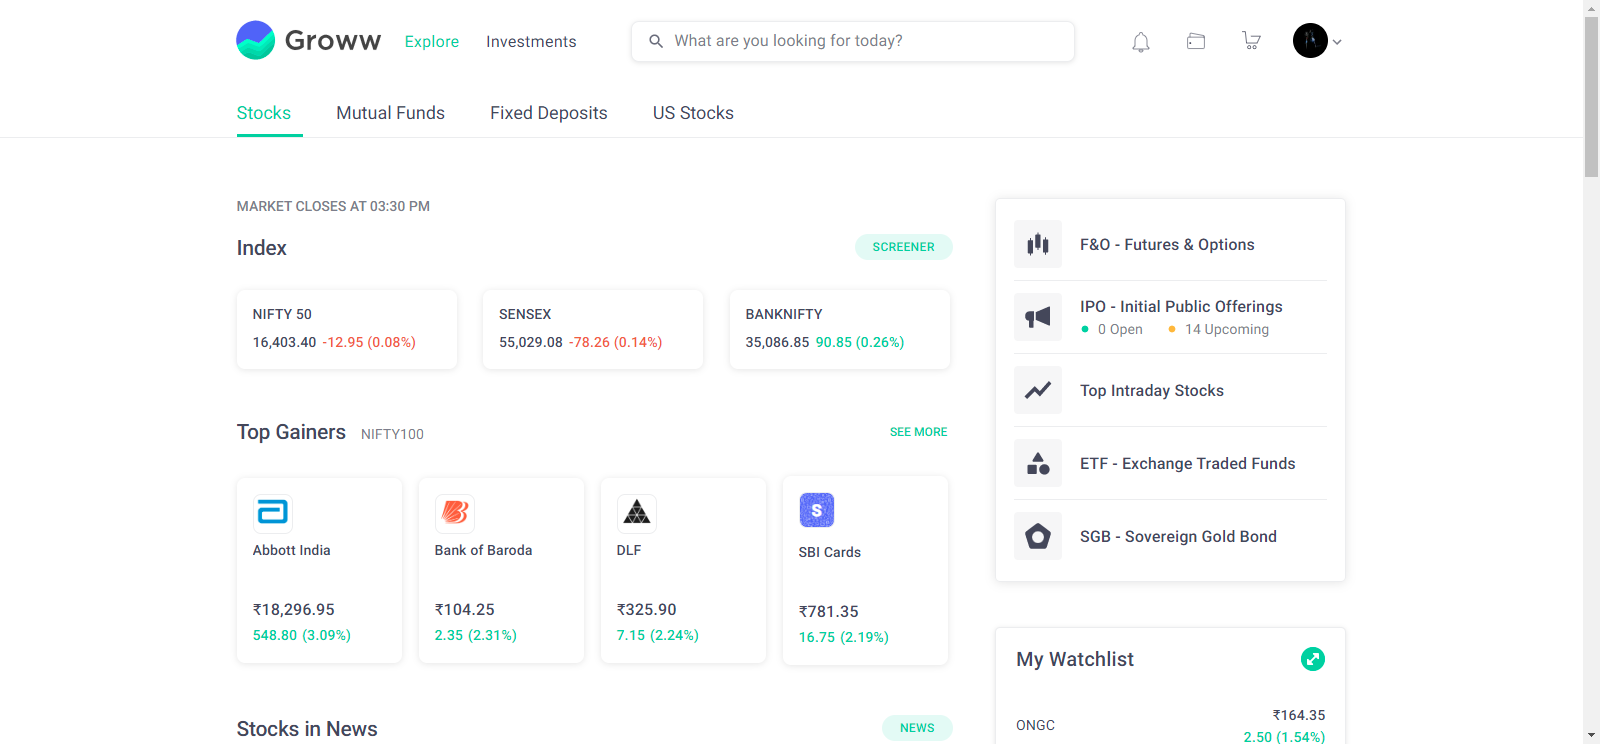 Groww
Explore
Investments
What are you looking for today?
Stocks
Mutual Funds
Fixed Deposits
US Stocks
MARKET CLOSES AT 03:30 PM
Index
SCREENER
NIFTY 50
16,403.40 -12.95 (0.08%)
SENSEX
55,029.08 -78.26 (0.14%)
BANKNIFTY
35,086.85 90.85 (0.26%)
Top Gainers NIFTY100
SEE MORE
Abbott India
₹18,296.95
548.80 (3.09%)
Bank of Baroda
₹104.25
2.35 (2.31%)
DLF
₹325.90
7.15 (2.24%)
S
SBI Cards
₹781.35
16.75 (2.19%)
Stocks in News
NEWS
F&O - Futures & Options
IPO - Initial Public Offerings
0 Open
14 Upcoming
Top Intraday Stocks
ETF - Exchange Traded Funds
SGB - Sovereign Gold Bond
My Watchlist
ONGC
₹164.35
2.50 (1.54%)